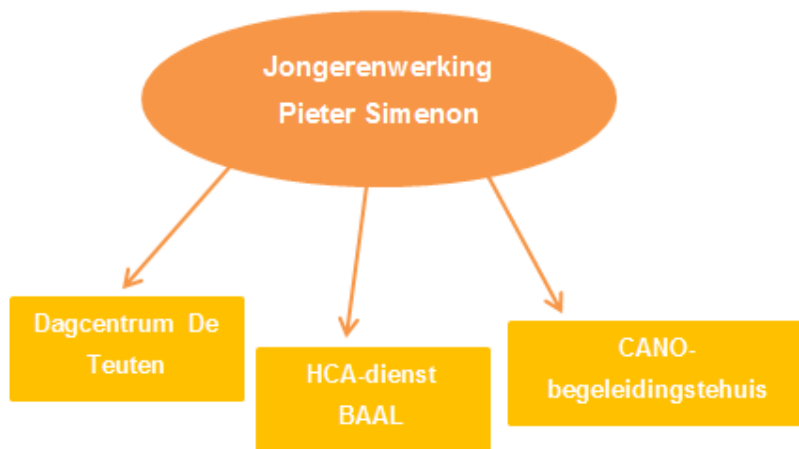 Jongerenwerking
Pieter Simenon
Dagcentrum De
Teuten
HCA-dienst
BAAL
CANO-
begeleidingstehuis